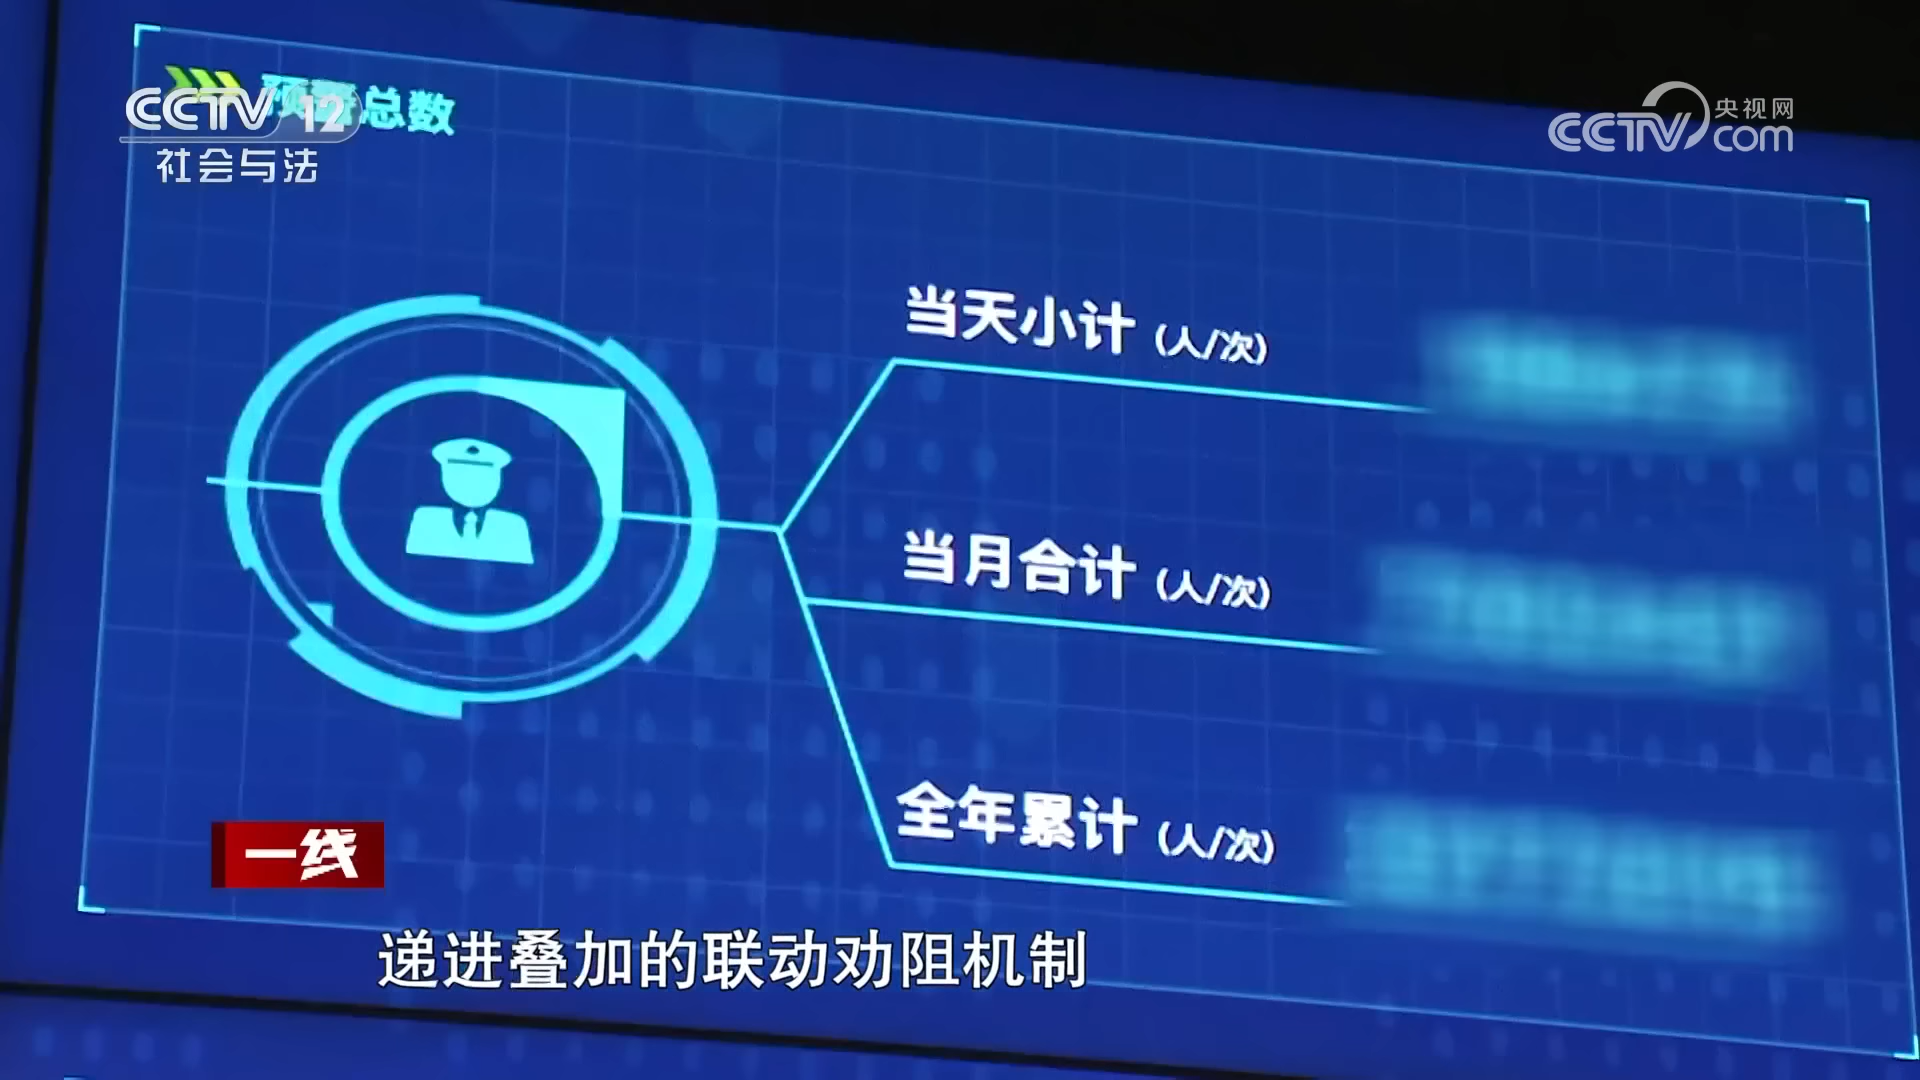 预警总数
CCTV 12
社会与法
央视网
CCTV.com
当天小计 (人/次)
当月合计 (人/次)
全年累计 (人/次)
一线
递进叠加的联动劝阻机制